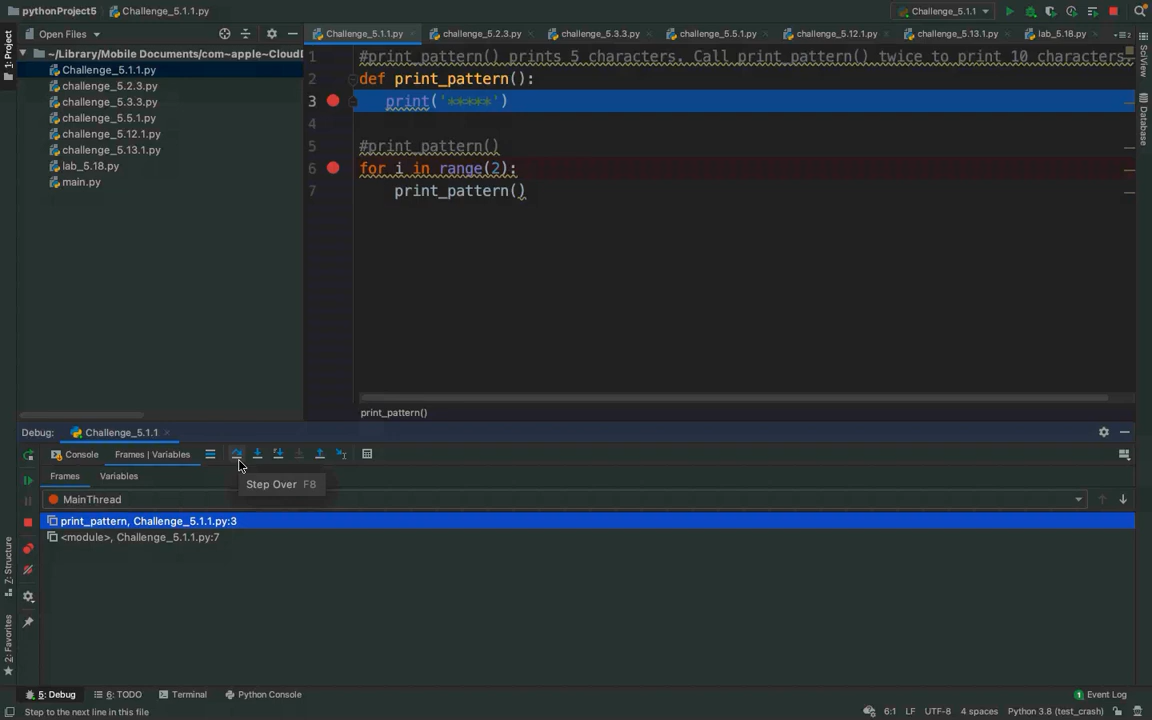 pythonProject5 Challenge_5.1.1.py Challenge_5.1.1
Open Files
Challenge_5.1.1.py challenge_5.2.3.py challenge_5.3.3.py challenge_5.5.1.py challenge_5.12.1.py challenge_5.13.1.py lab_5.18.py
1: Project
~/Library/Mobile Documents/com~apple~CloudD
Challenge_5.1.1.py
challenge_5.2.3.py
challenge_5.3.3.py
challenge_5.5.1.py
challenge_5.12.1.py
challenge_5.13.1.py
lab_5.18.py
main.py
1 #print_pattern() prints 5 characters. Call print_pattern() twice to print 10 characters.
2 def print_pattern():
3 print('*****')
4
5 #print_pattern()
6 for i in range(2):
7 print_pattern()
print_pattern()
SciView
Database
Debug: Challenge_5.1.1
Console Frames | Variables
Frames Variables
Step Over F8
MainThread
print_pattern, Challenge_5.1.1.py:3
<module>, Challenge_5.1.1.py:7
Z: Structure
2: Favorites
5: Debug 6: TODO Terminal Python Console 1 Event Log
Step to the next line in this file 6:1 LF UTF-8 4 spaces Python 3.8 (test_crash)